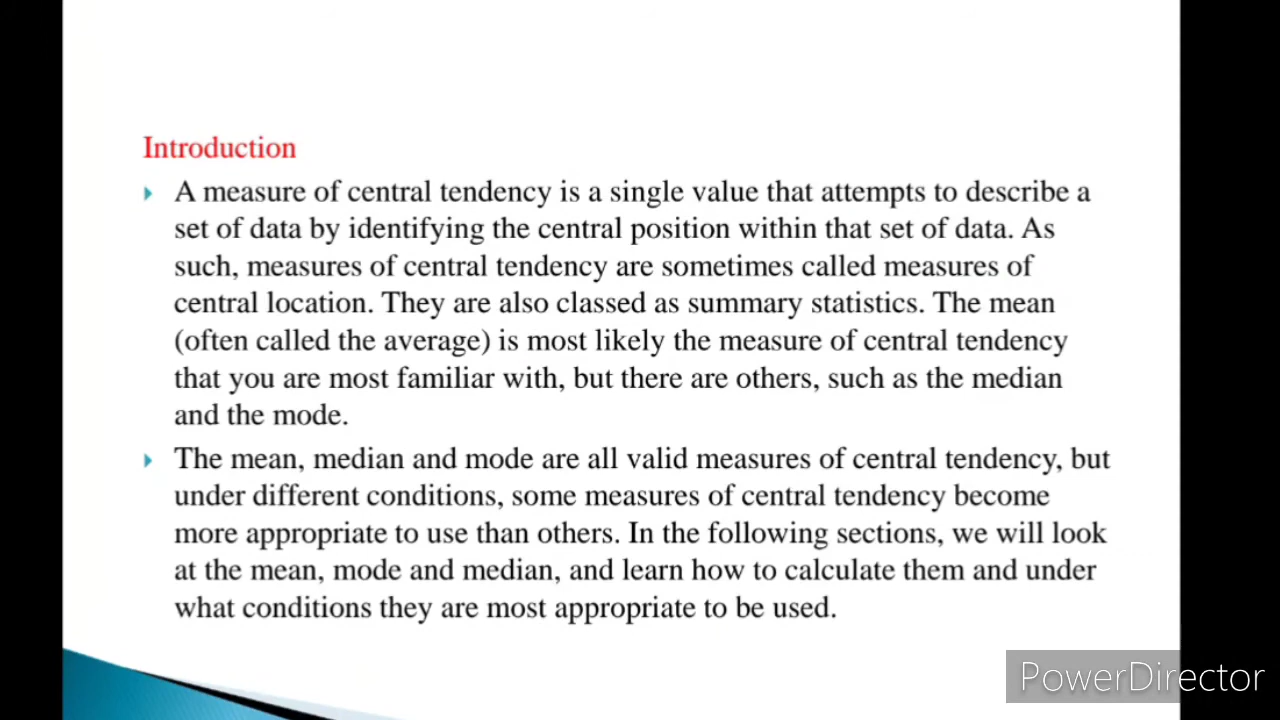 Introduction
A measure of central tendency is a single value that attempts to describe a
set of data by identifying the central position within that set of data. As
such, measures of central tendency are sometimes called measures of
central location. They are also classed as summary statistics. The mean
(often called the average) is most likely the measure of central tendency
that you are most familiar with, but there are others, such as the median
and the mode.
The mean, median and mode are all valid measures of central tendency, but
under different conditions, some measures of central tendency become
more appropriate to use than others. In the following sections, we will look
at the mean, mode and median, and learn how to calculate them and under
what conditions they are most appropriate to be used.
PowerDirector